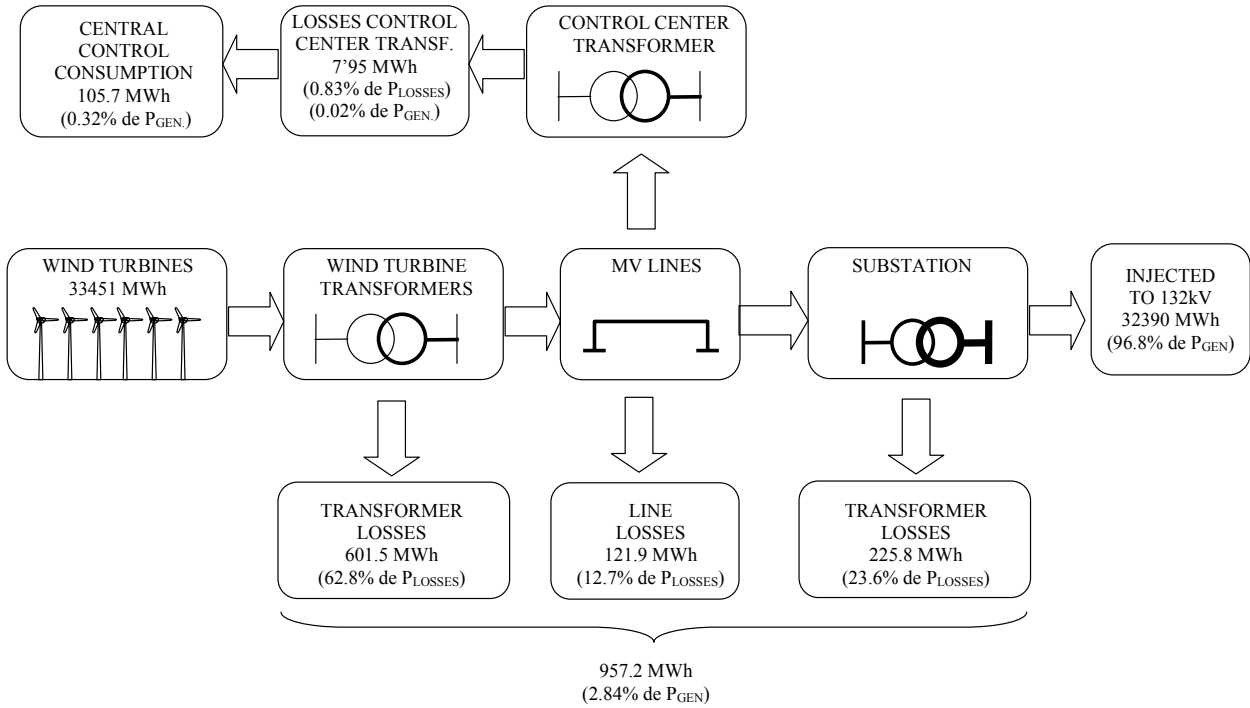 CENTRAL
CONTROL
CONSUMPTION
105.7 MWh
(0.32% de PGEN.)
LOSSES CONTROL
CENTER TRANSF.
7’95 MWh
(0.83% de PLOSSES)
(0.02% de PGEN.)
CONTROL CENTER
TRANSFORMER
WIND TURBINES
33451 MWh
WIND TURBINE
TRANSFORMERS
MV LINES
SUBSTATION
INJECTED
TO 132kV
32390 MWh
(96.8% de PGEN)
TRANSFORMER
LOSSES
601.5 MWh
(62.8% de PLOSSES)
LINE
LOSSES
121.9 MWh
(12.7% de PLOSSES)
TRANSFORMER
LOSSES
225.8 MWh
(23.6% de PLOSSES)
957.2 MWh
(2.84% de PGEN)